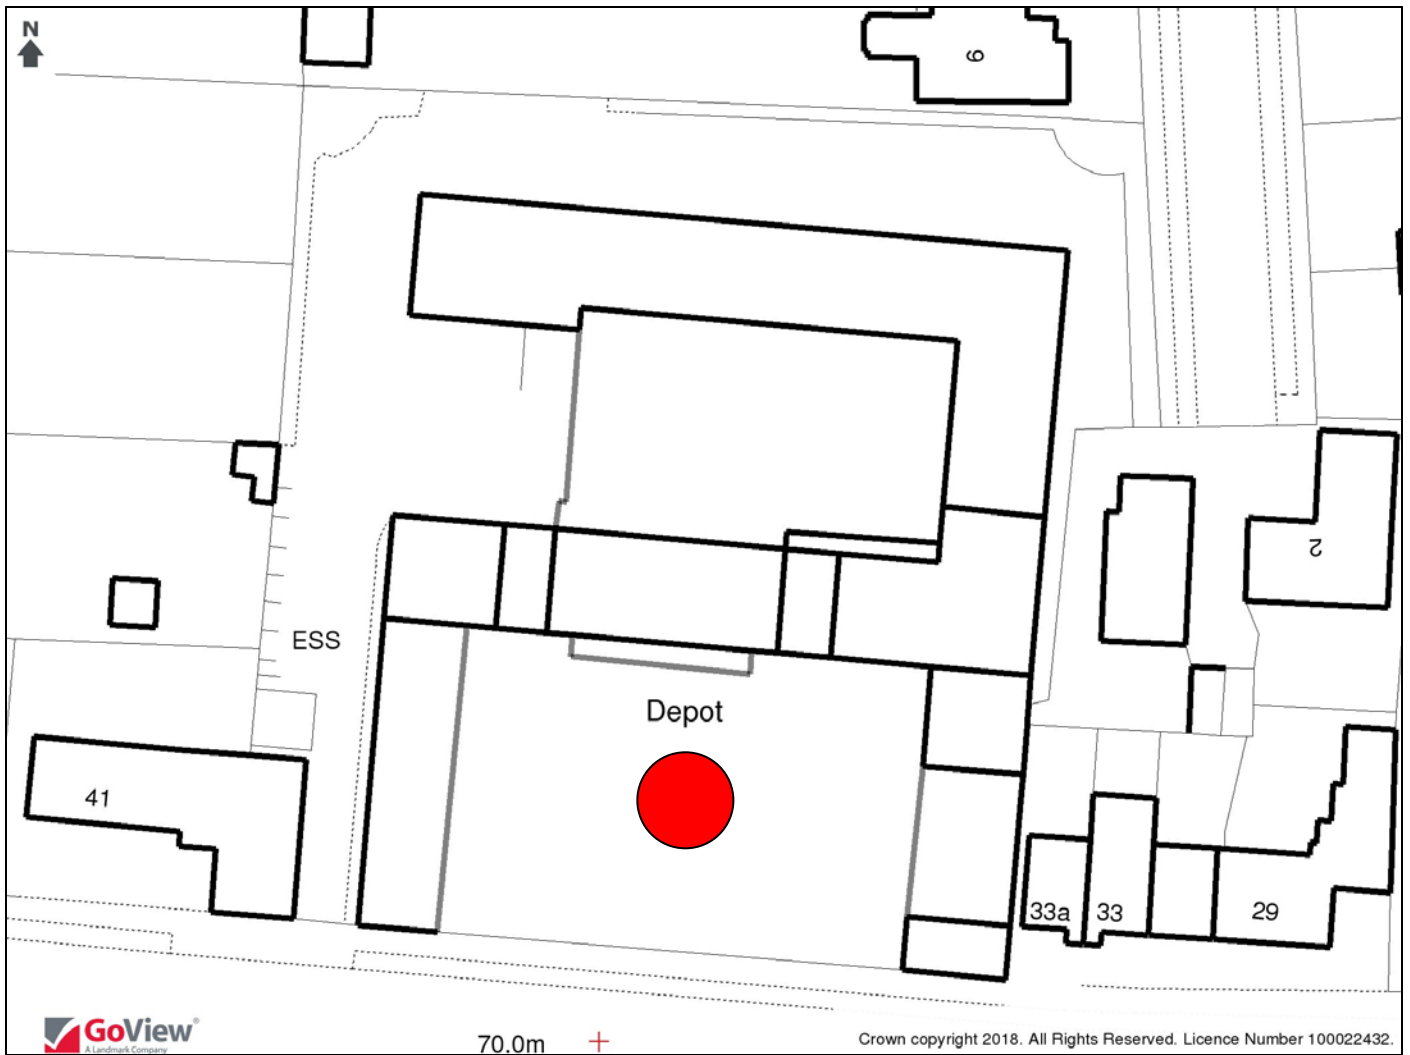 N
9
2
ESS
Depot
41
33a
33
29
GoView®
A Landmark Company
70.0m
Crown copyright 2018. All Rights Reserved. Licence Number 100022432.